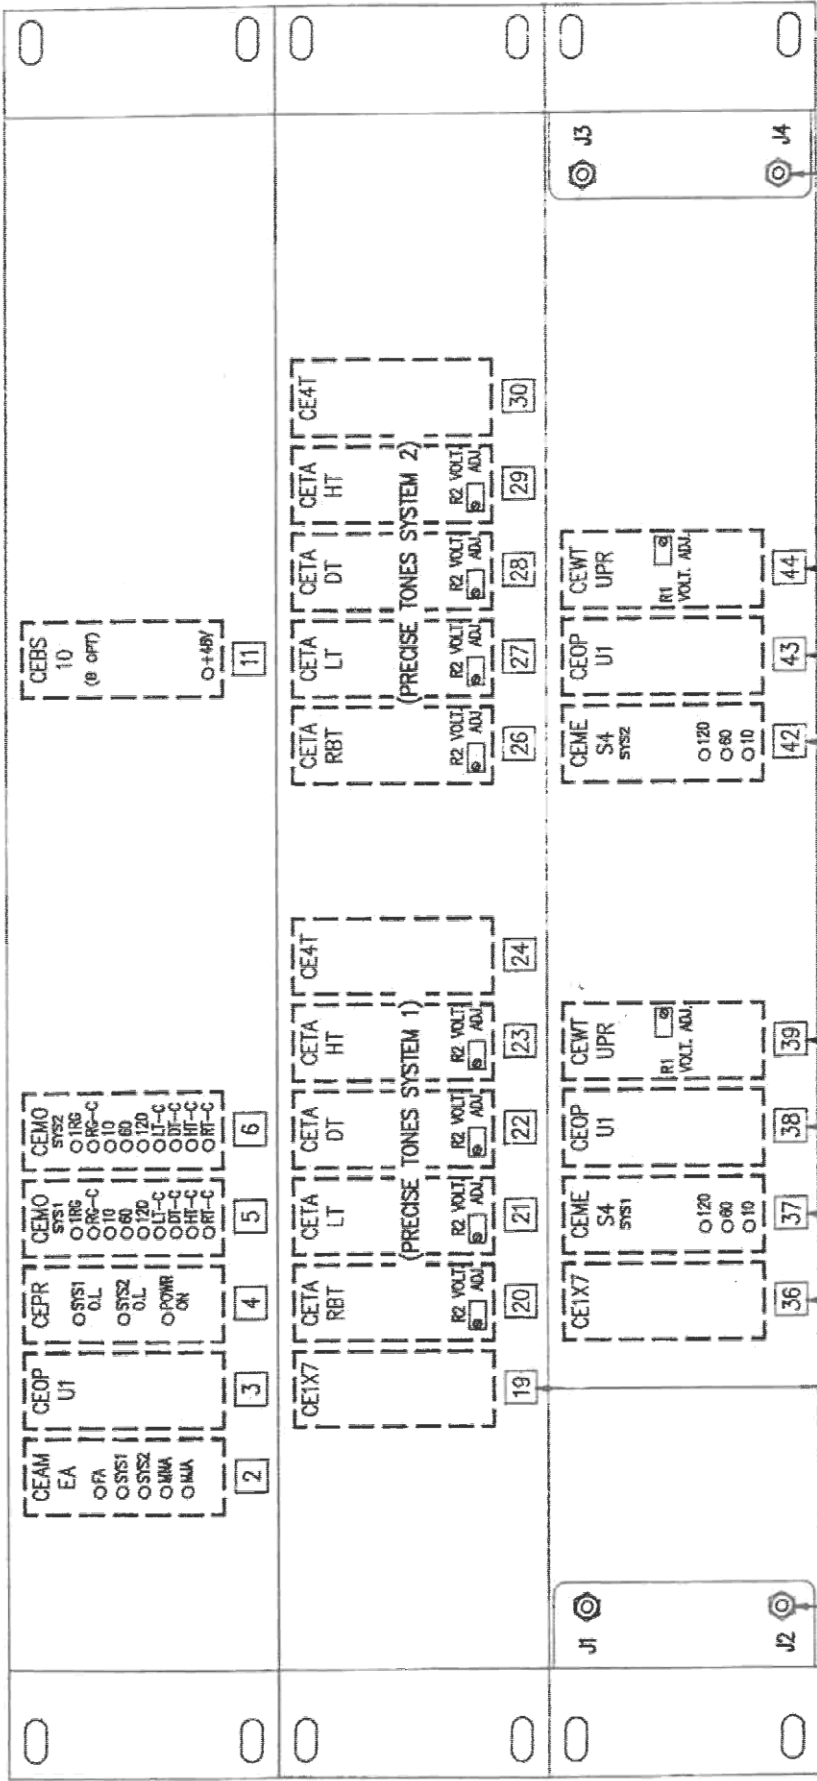 CEAM
EA
FA
SYS1
SYS2
MNA
MJA
2
CEOP
U1
3
CEPR
SYS1
O.L
SYS2
O.L
POWR
ON
4
CEMO
SYS1
1RG
RG-C
10
60
120
LT-C
DT-C
HT-C
RT-C
5
CEMO
SYS2
1RG
RG-C
10
60
120
LT-C
DT-C
HT-C
RT-C
6
CEBS
10
(8 OPT)
+48V
11
CE1X7
19
CETA
RBT
R2 VOLT.
ADJ
20
CETA
LT
R2 VOLT.
ADJ
21
CETA
DT
R2 VOLT.
ADJ
22
CETA
HT
R2 VOLT.
ADJ
23
(PRECISE TONES SYSTEM 1)
CE4T
24
CETA
RBT
R2 VOLT.
ADJ
26
CETA
LT
R2 VOLT.
ADJ
27
CETA
DT
R2 VOLT.
ADJ
28
CETA
HT
R2 VOLT.
ADJ
29
(PRECISE TONES SYSTEM 2)
CE4T
30
J1
J2
CE1X7
36
CEME
S4
SYS1
120
60
10
37
CEOP
U1
38
CEWT
UPR
R1
VOLT. ADJ.
39
CEME
S4
SYS2
120
60
10
42
CEOP
U1
43
CEWT
UPR
R1
VOLT. ADJ.
44
J3
J4